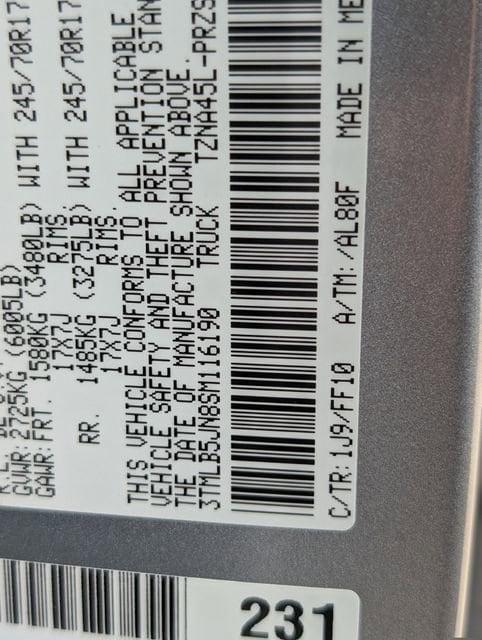 GVWR: 2725KG (6005LB)
GAWR: FRT. 1580KG (3480LB) WITH 245/70R17
17X7J RIMS,
RR. 1485KG (3275LB) WITH 245/70R17
17X7J RIMS
THIS VEHICLE CONFORMS TO ALL APPLICABLE
VEHICLE SAFETY AND THEFT PREVENTION STAN
THE DATE OF MANUFACTURE SHOWN ABOVE.
3TMLB5JN8SM116190 TRUCK TZNA45L-PRZS
C/TR: 1J9/FF10 A/TM: /AL80F MADE IN ME
231